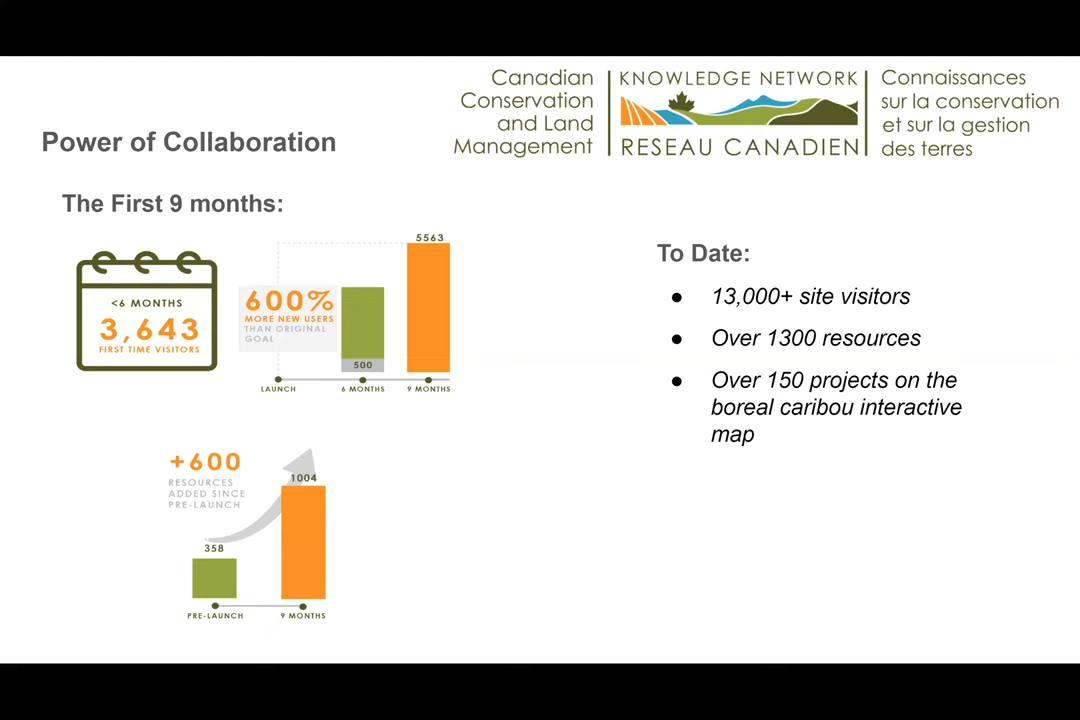 Canadian
Conservation
and Land
Management
KNOWLEDGE NETWORK
RESEAU CANADIEN
Connaissances
sur la conservation
et sur la gestion
des terres
Power of Collaboration
The First 9 months:
<6 MONTHS
3,643
FIRST TIME VISITORS
600%
MORE NEW USERS
THAN ORIGINAL
GOAL
5563
500
LAUNCH
6 MONTHS
9 MONTHS
+600
RESOURCES
ADDED SINCE
PRE-LAUNCH
1004
358
PRE-LAUNCH
9 MONTHS
To Date:
● 13,000+ site visitors
● Over 1300 resources
● Over 150 projects on the
boreal caribou interactive
map